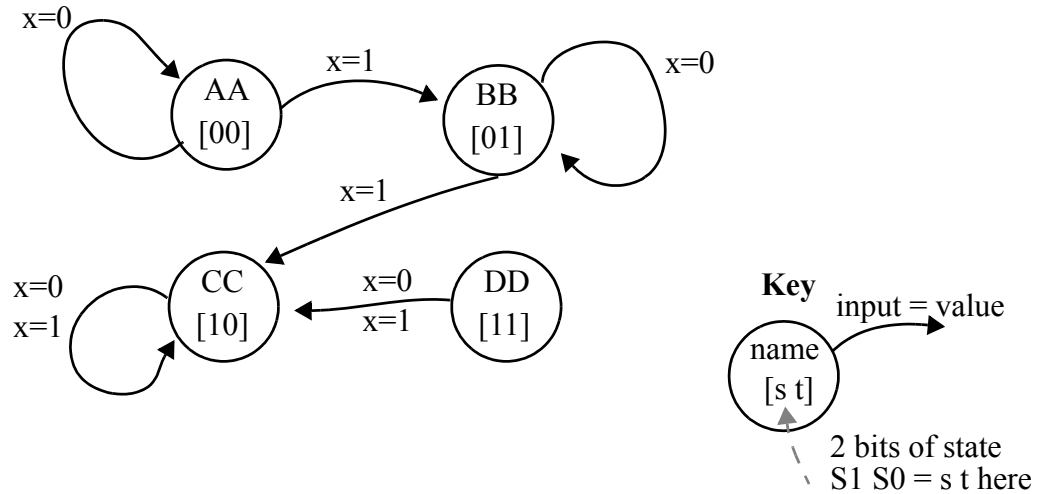 x=0
AA
[00]
x=1
BB
[01]
x=0
x=1
x=0
x=1
CC
[10]
x=0
x=1
DD
[11]
Key
input = value
name
[s t]
2 bits of state
S1 S0 = s t here